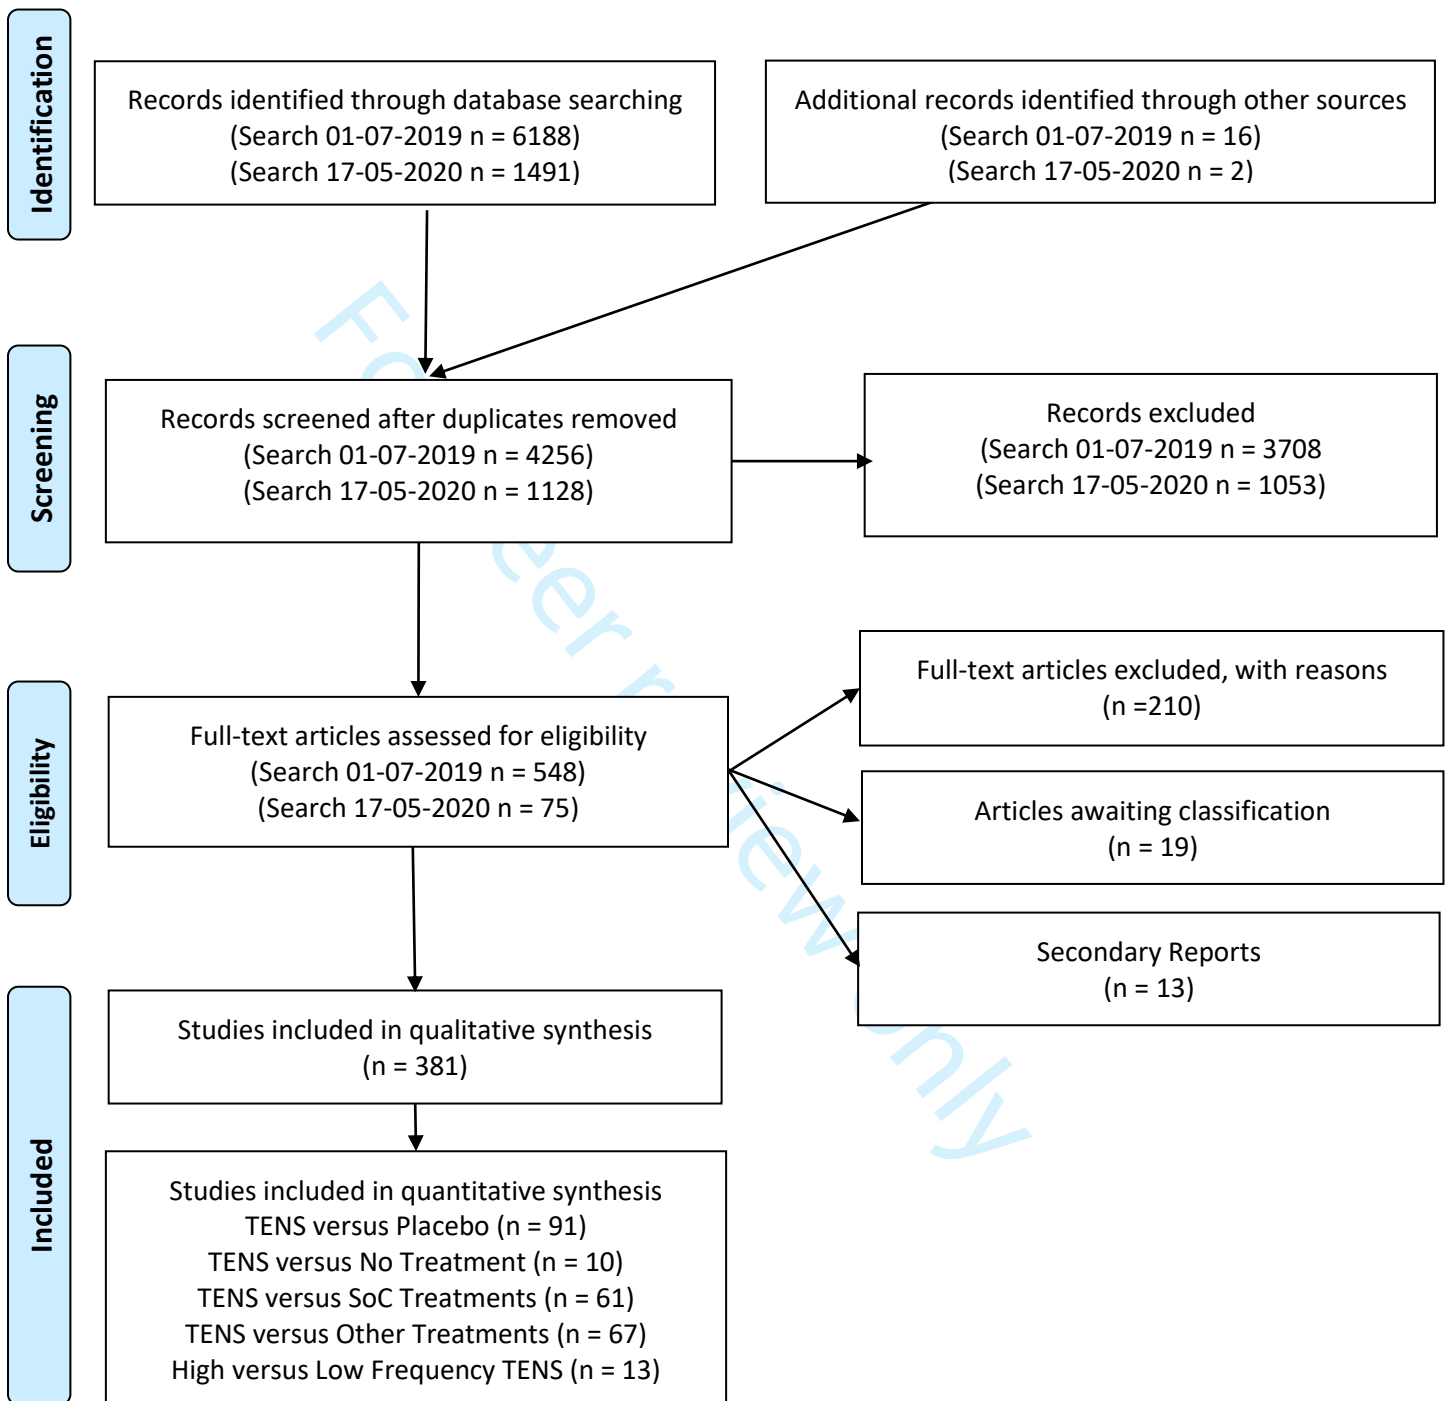 Identification
Records identified through database searching
(Search 01-07-2019 n = 6188)
(Search 17-05-2020 n = 1491)
Additional records identified through other sources
(Search 01-07-2019 n = 16)
(Search 17-05-2020 n = 2)
Screening
Records screened after duplicates removed
(Search 01-07-2019 n = 4256)
(Search 17-05-2020 n = 1128)
Records excluded
(Search 01-07-2019 n = 3708
(Search 17-05-2020 n = 1053)
Eligibility
Full-text articles assessed for eligibility
(Search 01-07-2019 n = 548)
(Search 17-05-2020 n = 75)
Full-text articles excluded, with reasons
(n =210)
Articles awaiting classification
(n = 19)
Secondary Reports
(n = 13)
Included
Studies included in qualitative synthesis
(n = 381)
Studies included in quantitative synthesis
TENS versus Placebo (n = 91)
TENS versus No Treatment (n = 10)
TENS versus SoC Treatments (n = 61)
TENS versus Other Treatments (n = 67)
High versus Low Frequency TENS (n = 13)
only